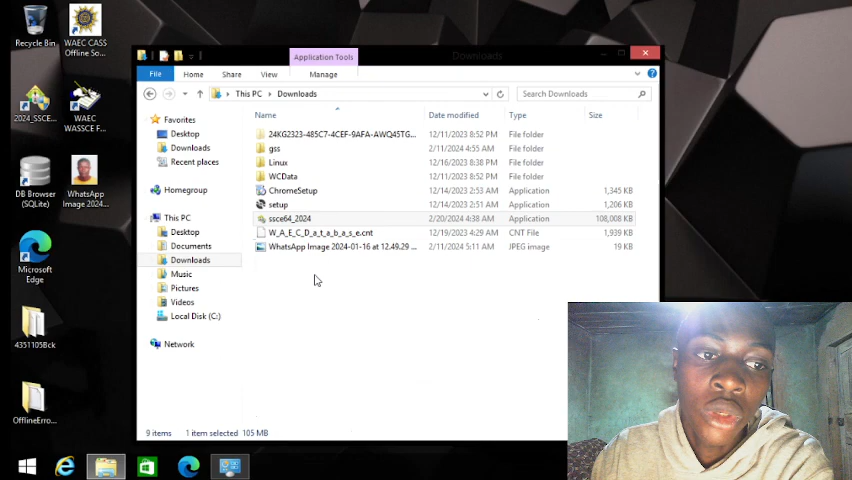 Recycle Bin
WAEC CASS
Offline So...
2024_SSCE...
WAEC
WASSCE F...
DB Browser
(SQLite)
WhatsApp
Image 2024...
Microsoft
Edge
4351105Bck
OfflineErro...
Application Tools
Downloads
File
Home
Share
View
Manage
This PC
Downloads
Search Downloads
Favorites
Desktop
Downloads
Recent places
Homegroup
This PC
Desktop
Documents
Downloads
Music
Pictures
Videos
Local Disk (C:)
Network
Name
Date modified
Type
Size
24KG2323-485C7-4CEF-9AFA-AWQ45TG... 12/11/2023 8:52 PM File folder
gss 2/11/2024 4:55 AM File folder
Linux 12/16/2023 8:38 PM File folder
WCData 12/11/2023 8:52 PM File folder
ChromeSetup 12/14/2023 2:53 AM Application 1,345 KB
setup 12/14/2023 2:51 AM Application 1,206 KB
ssce64_2024 2/20/2024 4:38 AM Application 108,008 KB
W_A_E_C_D_a_t_a_b_a_s_e.cnt 12/19/2023 4:29 AM CNT File 1,939 KB
WhatsApp Image 2024-01-16 at 12.49.29 ... 2/11/2024 5:11 AM JPEG image 19 KB
9 items 1 item selected 105 MB